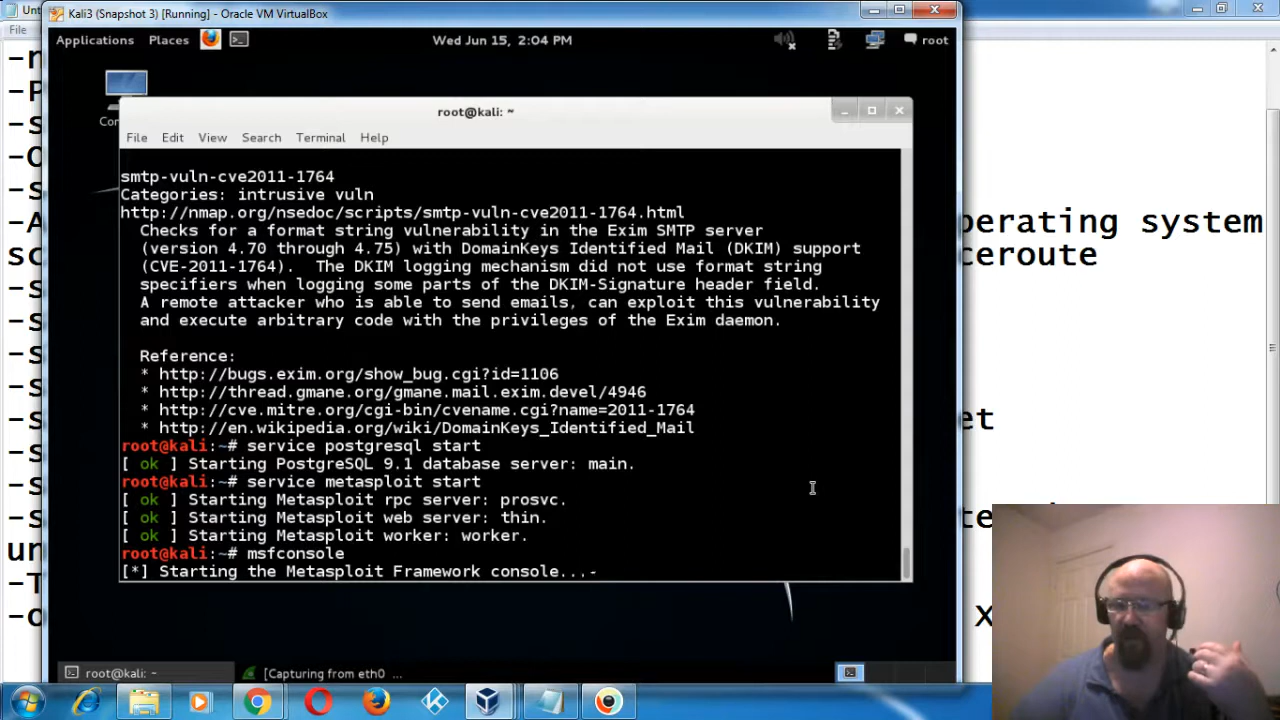 Kali3 (Snapshot 3) [Running] - Oracle VM VirtualBox
Applications Places
Wed Jun 15, 2:04 PM
root
root@kali: ~
File Edit View Search Terminal Help
smtp-vuln-cve2011-1764
Categories: intrusive vuln
http://nmap.org/nsedoc/scripts/smtp-vuln-cve2011-1764.html
Checks for a format string vulnerability in the Exim SMTP server
(version 4.70 through 4.75) with DomainKeys Identified Mail (DKIM) support
(CVE-2011-1764). The DKIM logging mechanism did not use format string
specifiers when logging some parts of the DKIM-Signature header field.
A remote attacker who is able to send emails, can exploit this vulnerability
and execute arbitrary code with the privileges of the Exim daemon.
Reference:
* http://bugs.exim.org/show_bug.cgi?id=1106
* http://thread.gmane.org/gmane.mail.exim.devel/4946
* http://cve.mitre.org/cgi-bin/cvename.cgi?name=2011-1764
* http://en.wikipedia.org/wiki/DomainKeys_Identified_Mail
root@kali:~# service postgresql start
[ ok ] Starting PostgreSQL 9.1 database server: main.
root@kali:~# service metasploit start
[ ok ] Starting Metasploit rpc server: prosvc.
[ ok ] Starting Metasploit web server: thin.
[ ok ] Starting Metasploit worker: worker.
root@kali:~# msfconsole
[*] Starting the Metasploit Framework console...-
root@kali: ~
[Capturing from eth0 ...
File
system